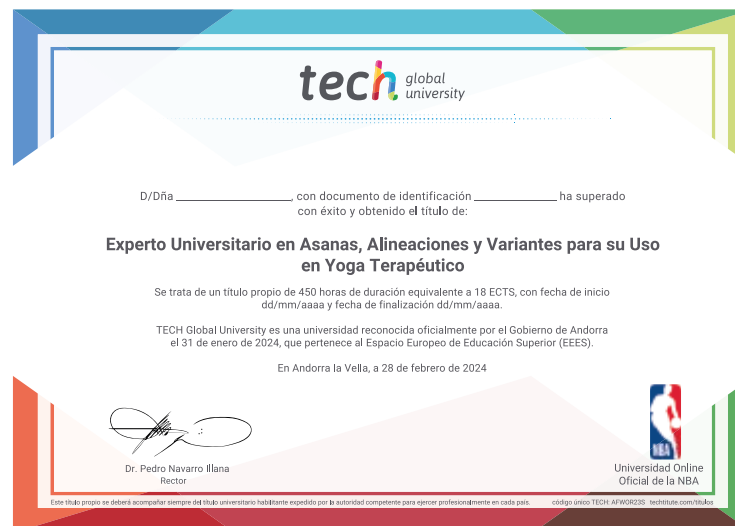 tech global university
D/Dña ______________, con documento de identificación ______________ ha superado
con éxito y obtenido el título de:
Experto Universitario en Asanas, Alineaciones y Variantes para su Uso
en Yoga Terapéutico
Se trata de un título propio de 450 horas de duración equivalente a 18 ECTS, con fecha de inicio
dd/mm/aaaa y fecha de finalización dd/mm/aaaa.
TECH Global University es una universidad reconocida oficialmente por el Gobierno de Andorra
el 31 de enero de 2024, que pertenece al Espacio Europeo de Educación Superior (EEES).
En Andorra la Vella, a 28 de febrero de 2024
Dr. Pedro Navarro Illana
Rector
NBA
Universidad Online
Oficial de la NBA
Este título propio se deberá acompañar siempre del título universitario habilitante expedido por la autoridad competente para ejercer profesionalmente en cada país. código único TECH: AFWOR23S techtitute.com/titulos